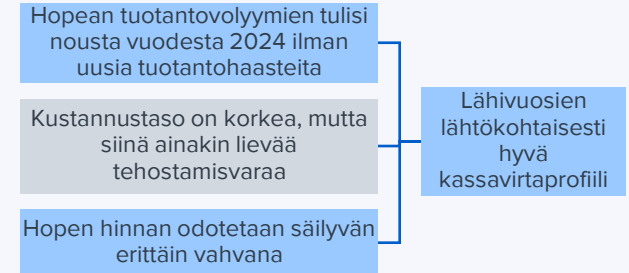 Hopean tuotantovolyymien tulisi
nousta vuodesta 2024 ilman
uusia tuotantohaasteita
Kustannustaso on korkea, mutta
siinä ainakin lievää
tehostamisvaraa
Hopen hinnan odotetaan säilyvän
erittäin vahvana
Lähivuosien
lähtökohtaisesti
hyvä
kassavirtaprofiili